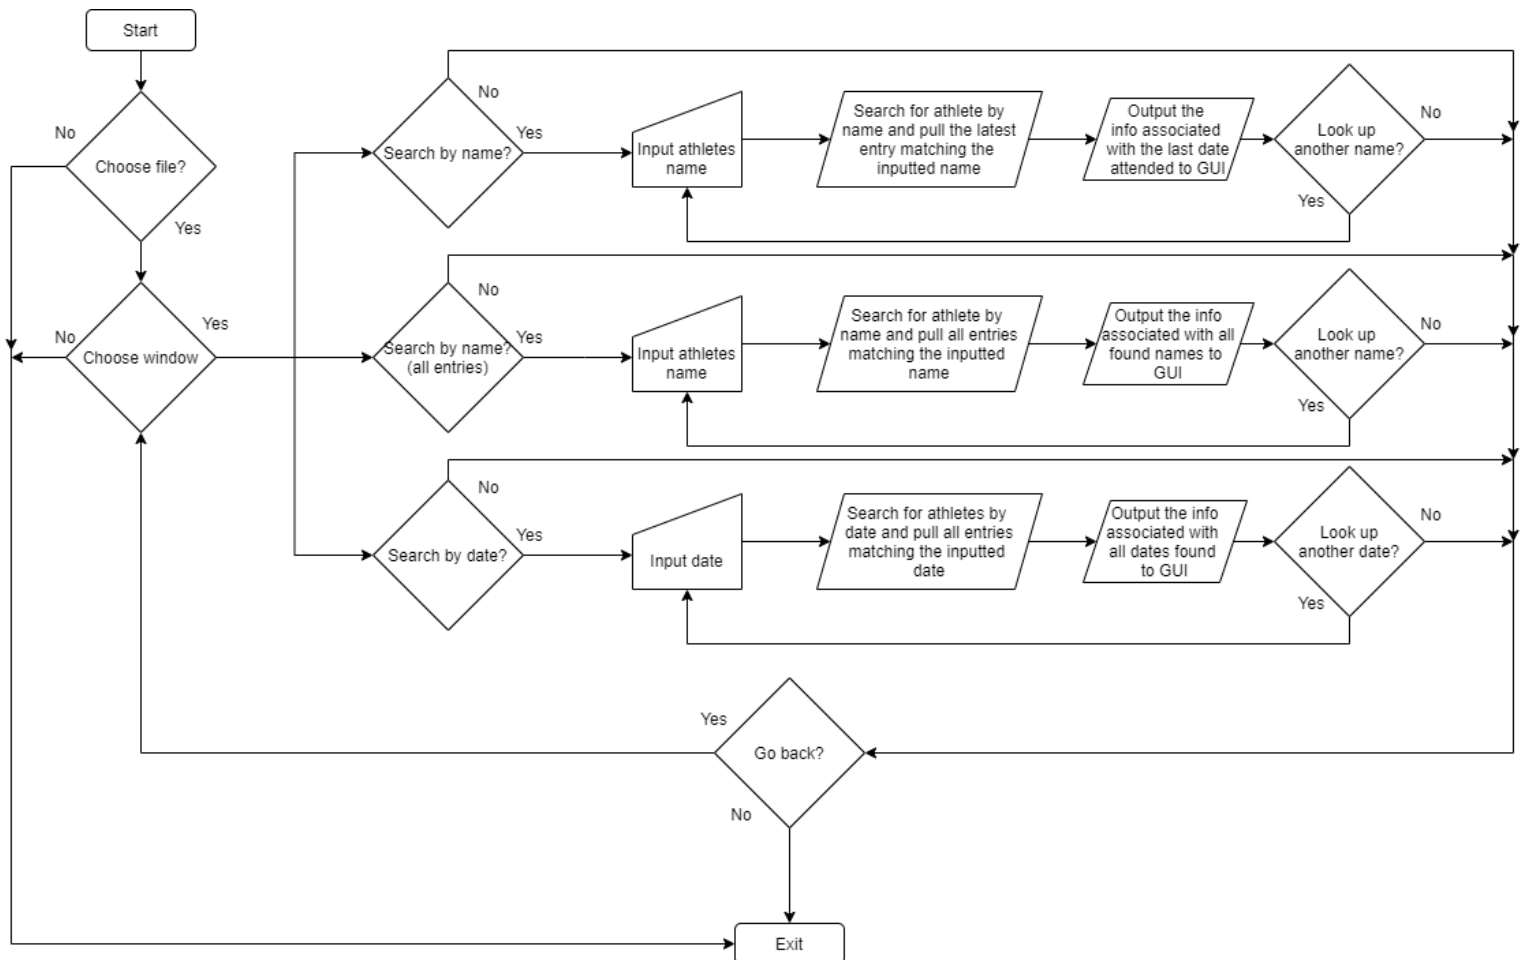 Start
No
Choose file?
Yes
No
Choose window
Yes
No
Search by name?
Yes
Input athletes
name
Search for athlete by
name and pull the latest
entry matching the
inputted name
Output the
info associated
with the last date
attended to GUI
Look up
another name?
No
Yes
No
Search by name?
(all entries)
Yes
Input athletes
name
Search for athlete by
name and pull all entries
matching the inputted
name
Output the info
associated with all
found names to
GUI
Look up
another name?
No
Yes
No
Search by date?
Yes
Input date
Search for athletes by
date and pull all entries
matching the inputted
date
Output the info
associated with
all dates found
to GUI
Look up
another date?
No
Yes
Yes
Go back?
No
Exit